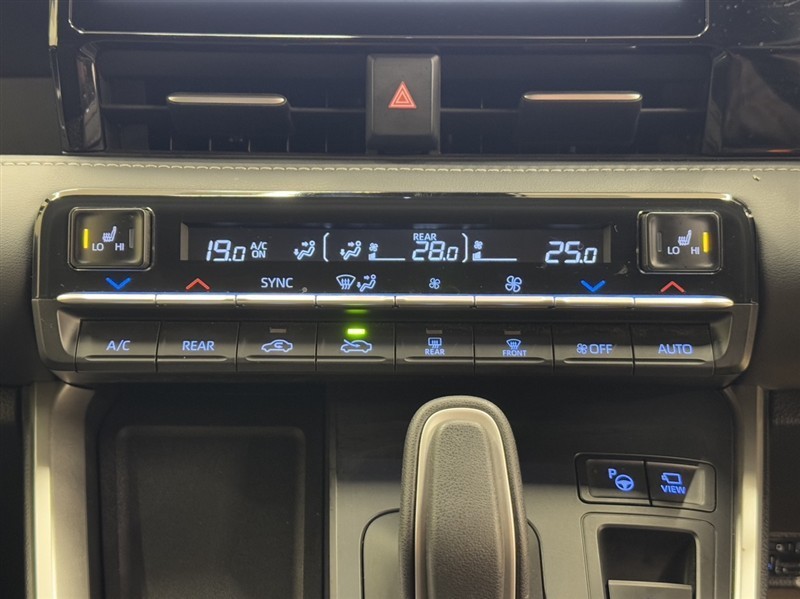 LO HI
19.0 A/C ON
REAR
28.0
25.0
LO HI
SYNC
A/C
REAR
REAR
FRONT
OFF
AUTO
P
VIEW